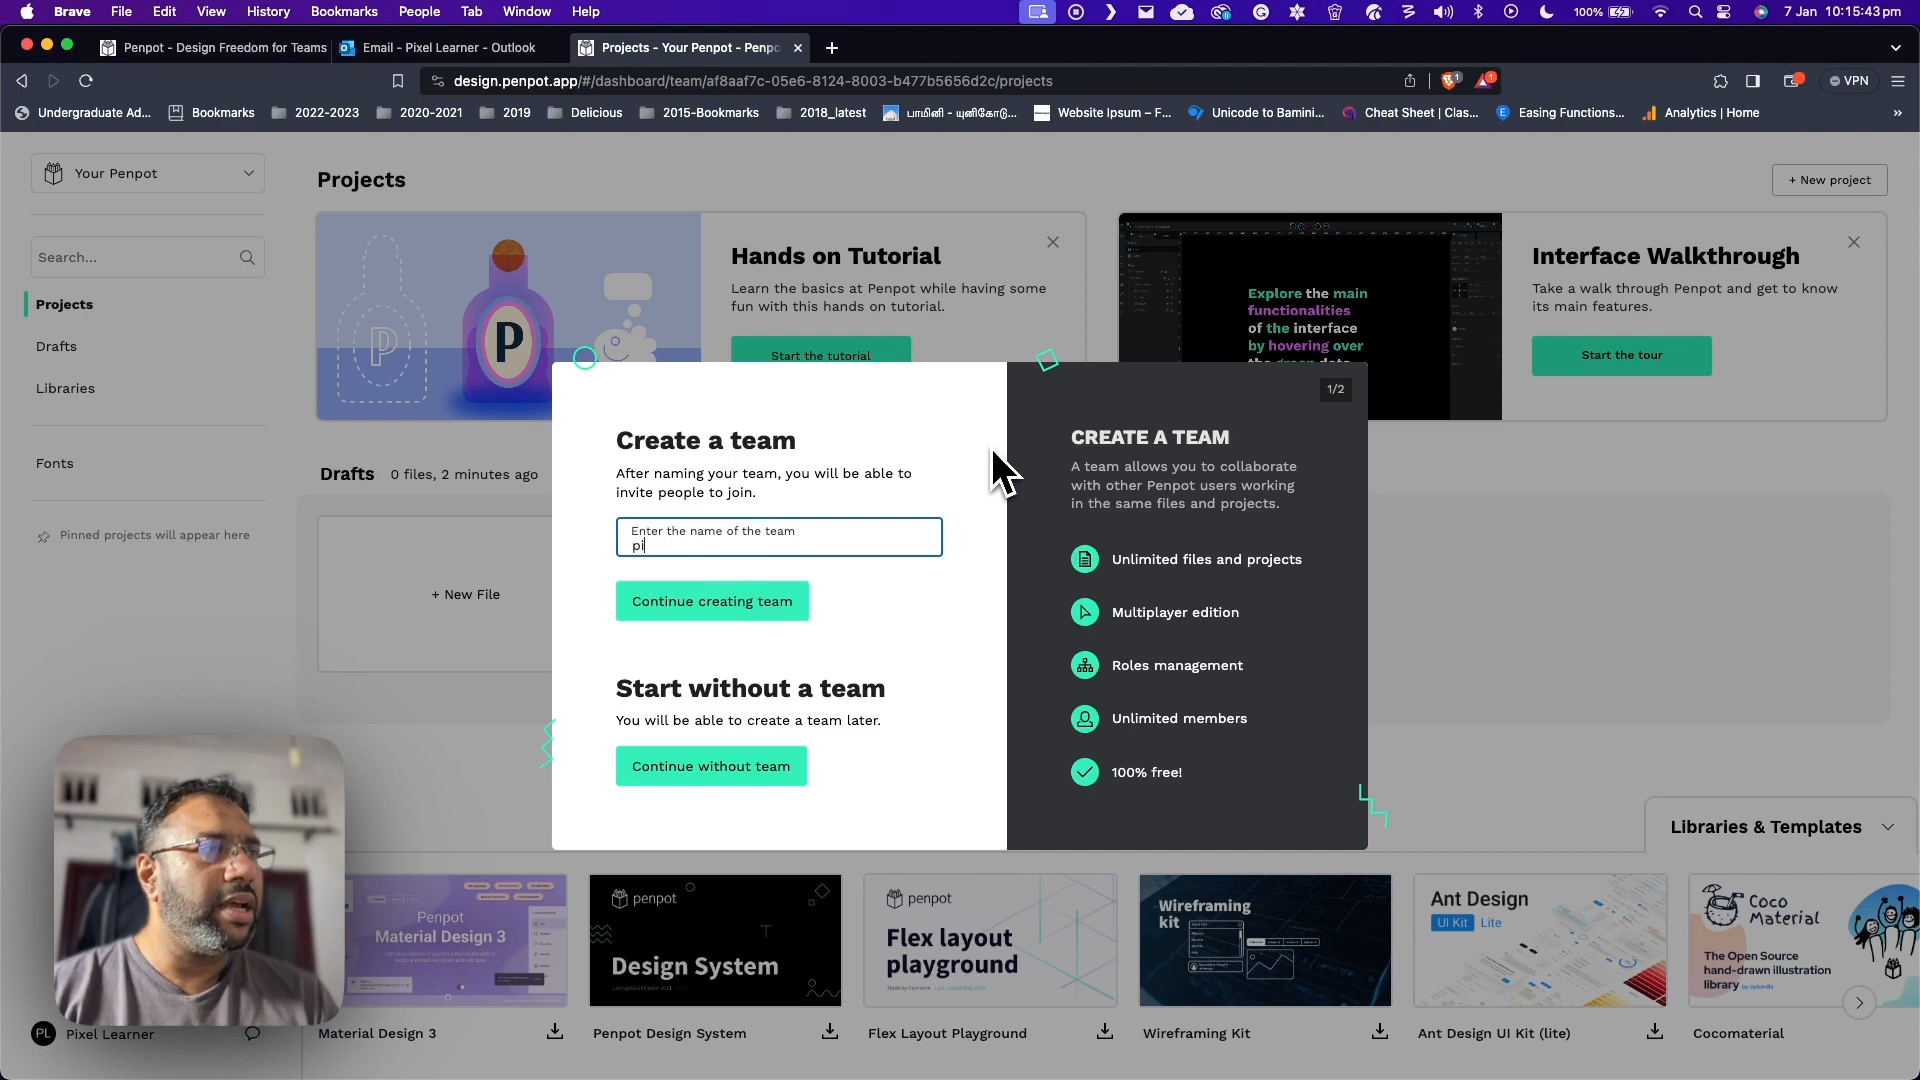 Brave File Edit View History Bookmarks People Tab Window Help
100%
7 Jan 10:15:43 pm
Penpot - Design Freedom for Teams
Email - Pixel Learner - Outlook
Projects - Your Penpot - Penpo
design.penpot.app/#/dashboard/team/af8aaf7c-05e6-8124-8003-b477b5656d2c/projects
1
1
VPN
Undergraduate Ad...
Bookmarks
2022-2023
2020-2021
2019
Delicious
2015-Bookmarks
2018_latest
பாமினி - யுனிகோடு...
Website Ipsum – F...
Unicode to Bamini...
Cheat Sheet | Clas...
Easing Functions...
Analytics | Home
»
Your Penpot
Projects
+ New project
Search...
Projects
Drafts
Libraries
Fonts
Pinned projects will appear here
P
P
Hands on Tutorial
Learn the basics at Penpot while having some
fun with this hands on tutorial.
Start the tutorial
Explore the main
functionalities
of the interface
by hovering over
Interface Walkthrough
Take a walk through Penpot and get to know
its main features.
Start the tour
Drafts 0 files, 2 minutes ago
+ New File
Create a team
After naming your team, you will be able to
invite people to join.
Enter the name of the team
pi
Continue creating team
Start without a team
You will be able to create a team later.
Continue without team
1/2
CREATE A TEAM
A team allows you to collaborate
with other Penpot users working
in the same files and projects.
Unlimited files and projects
Multiplayer edition
Roles management
Unlimited members
100% free!
Libraries & Templates
Penpot
Material Design 3
penpot
Design System
penpot
Flex layout
playground
Wireframing
kit
Ant Design
UI Kit Lite
Coco
Material
The Open Source
hand-drawn illustration
library
PL Pixel Learner
Material Design 3
Penpot Design System
Flex Layout Playground
Wireframing Kit
Ant Design UI Kit (lite)
Cocomaterial